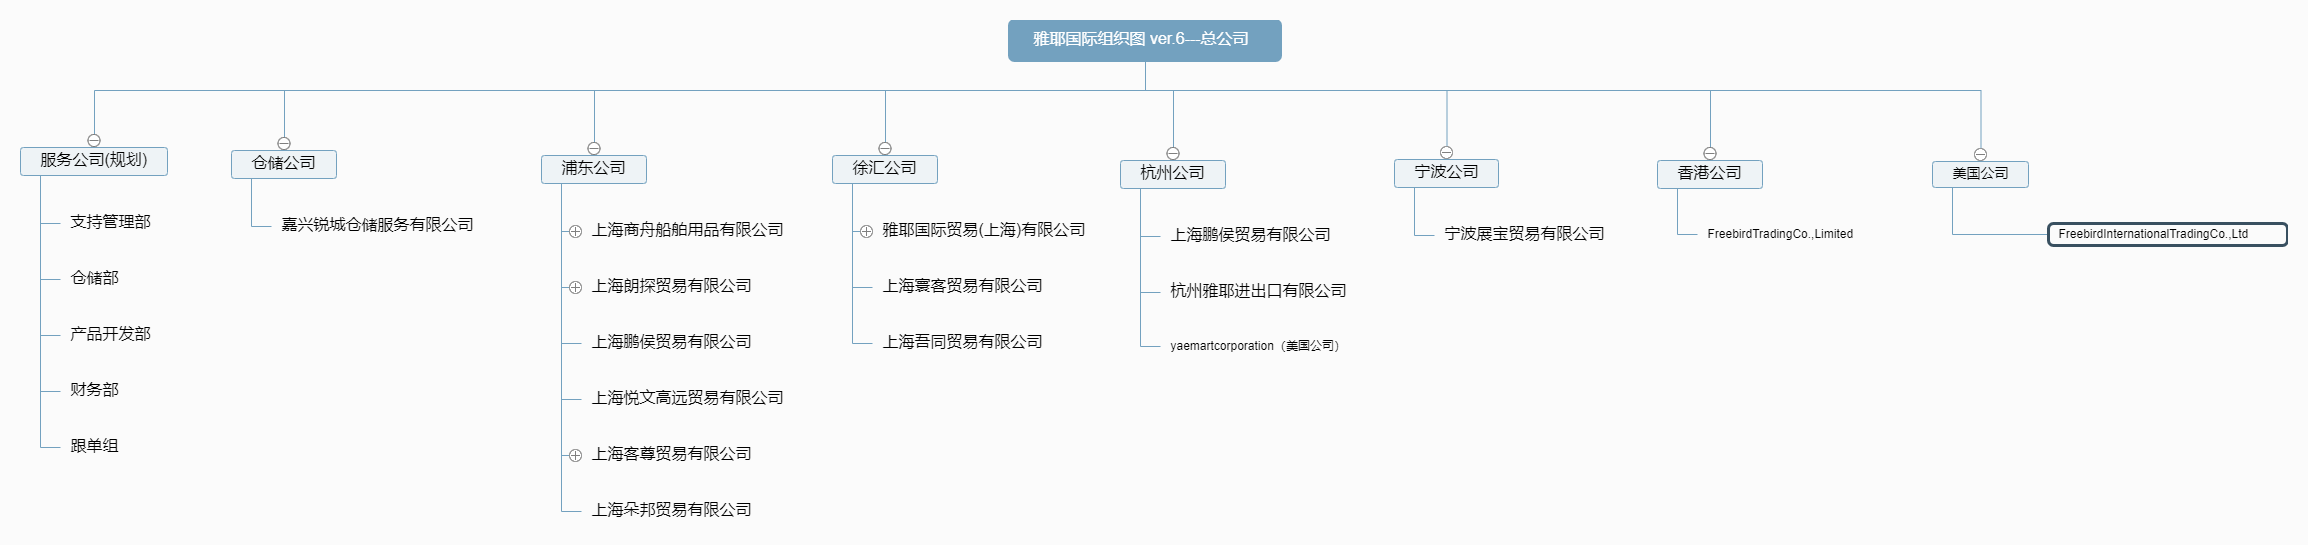 雅耶国际组织图 ver.6—总公司
服务公司(规划)
支持管理部
仓储部
产品开发部
财务部
跟单组
仓储公司
嘉兴锐城仓储服务有限公司
浦东公司
上海商舟船舶用品有限公司
上海朗探贸易有限公司
上海鹏侯贸易有限公司
上海悦文高远贸易有限公司
上海客尊贸易有限公司
上海朵邦贸易有限公司
徐汇公司
雅耶国际贸易(上海)有限公司
上海寰客贸易有限公司
上海吾同贸易有限公司
杭州公司
上海鹏侯贸易有限公司
杭州雅耶进出口有限公司
yaemartcorporation（美国公司）
宁波公司
宁波展宝贸易有限公司
香港公司
FreebirdTradingCo.,Limited
美国公司
FreebirdInternationalTradingCo.,Ltd